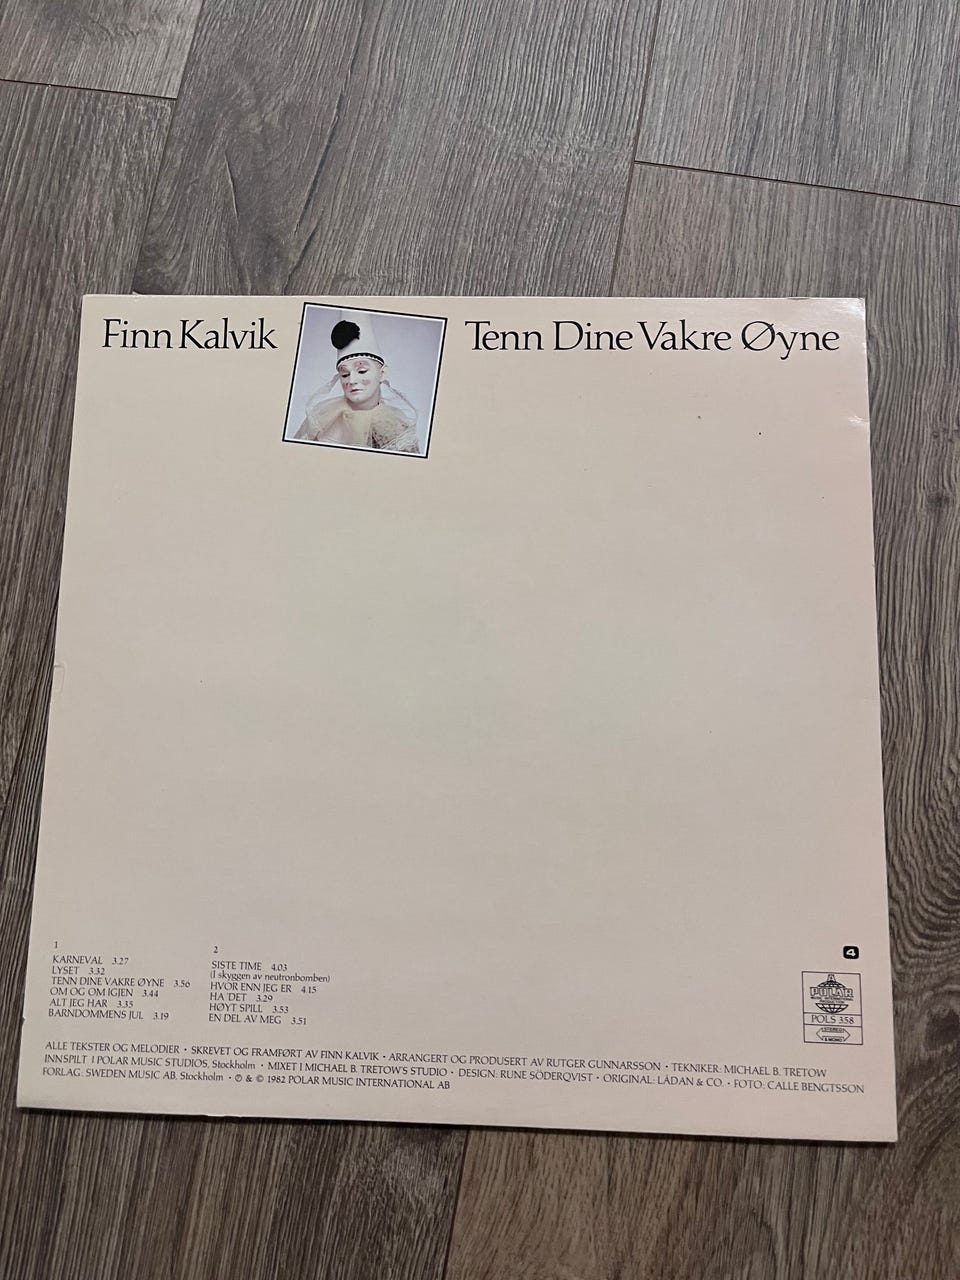 Finn Kalvik
Tenn Dine Vakre Øyne
1
KARNEVAL 3.27
LYSET 3.32
TENN DINE VAKRE ØYNE 3.56
OM OG OM IGJEN 3.44
ALT JEG HAR 3.35
BARNDOMMENS JUL 3.19
2
SISTE TIME 4.03
(I skyggen av neutronbomben)
HVOR ENN JEG ER 4.15
HA 'DET 3.29
HØYT SPILL 3.53
EN DEL AV MEG 3.51
4
POLAR
POLS 358
STEREO
& MONO
ALLE TEKSTER OG MELODIER • SKREVET OG FRAMFØRT AV FINN KALVIK • ARRANGERT OG PRODUSERT AV RUTGER GUNNARSSON • TEKNIKER: MICHAEL B. TRETOW
INNSPILT I POLAR MUSIC STUDIOS, Stockholm • MIXET I MICHAEL B. TRETOW'S STUDIO • DESIGN: RUNE SÖDERQVIST • ORIGINAL: LÅDAN & CO. • FOTO: CALLE BENGTSSON
FORLAG: SWEDEN MUSIC AB, Stockholm • ℗ & © 1982 POLAR MUSIC INTERNATIONAL AB